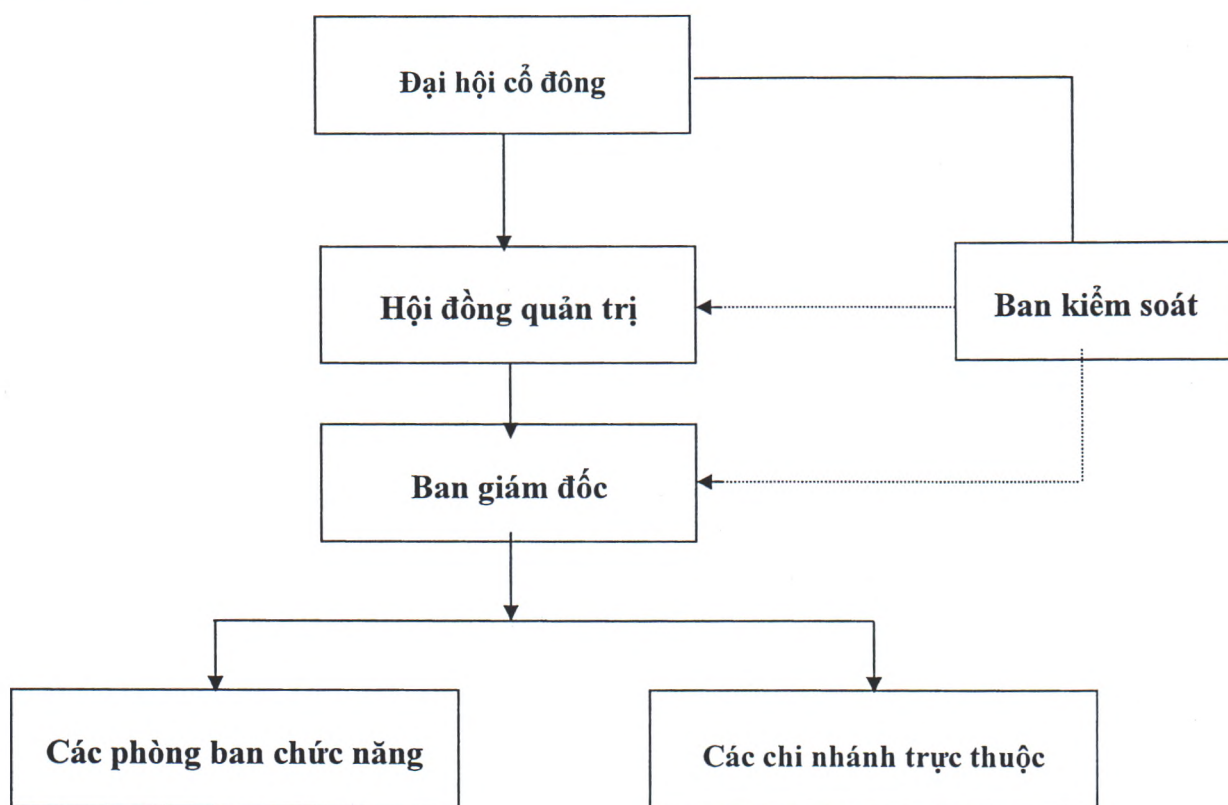 Đại hội cổ đông
Hội đồng quản trị
Ban kiểm soát
Ban giám đốc
Các phòng ban chức năng
Các chi nhánh trực thuộc